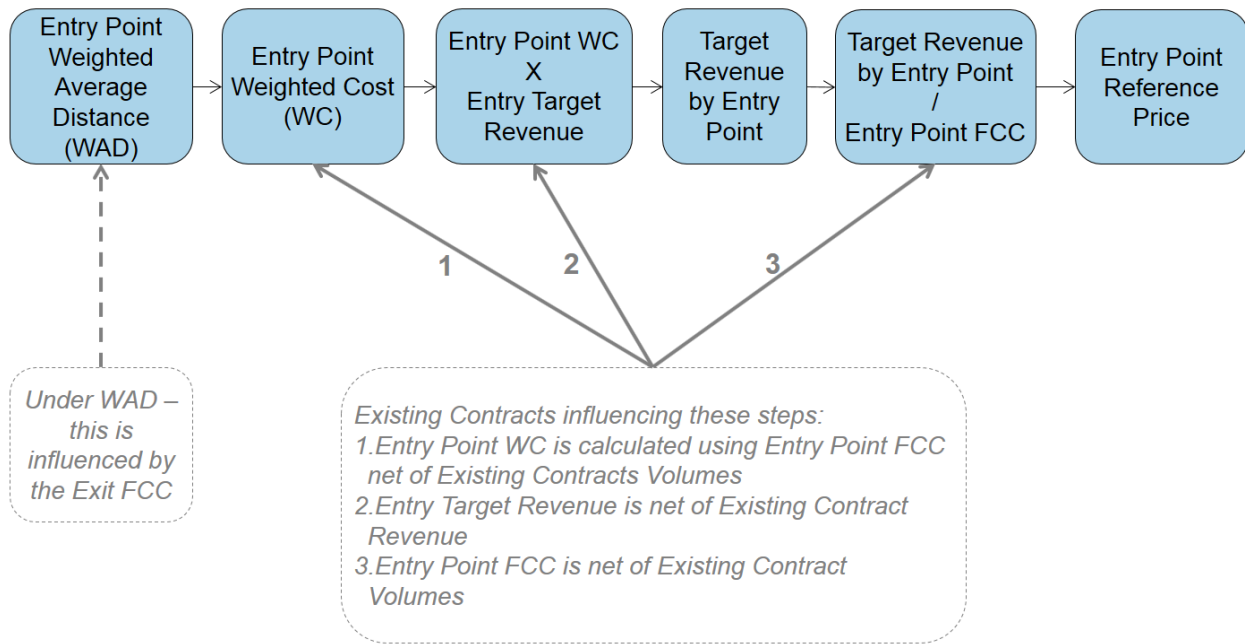 Entry Point
Weighted
Average
Distance
(WAD)
Entry Point
Weighted Cost
(WC)
Entry Point WC
X
Entry Target
Revenue
Target
Revenue
by Entry
Point
Target Revenue
by Entry Point
/
Entry Point FCC
Entry Point
Reference
Price
1
2
3
Under WAD –
this is
influenced by
the Exit FCC
Existing Contracts influencing these steps:
1.Entry Point WC is calculated using Entry Point FCC
net of Existing Contracts Volumes
2.Entry Target Revenue is net of Existing Contract
Revenue
3.Entry Point FCC is net of Existing Contract
Volumes